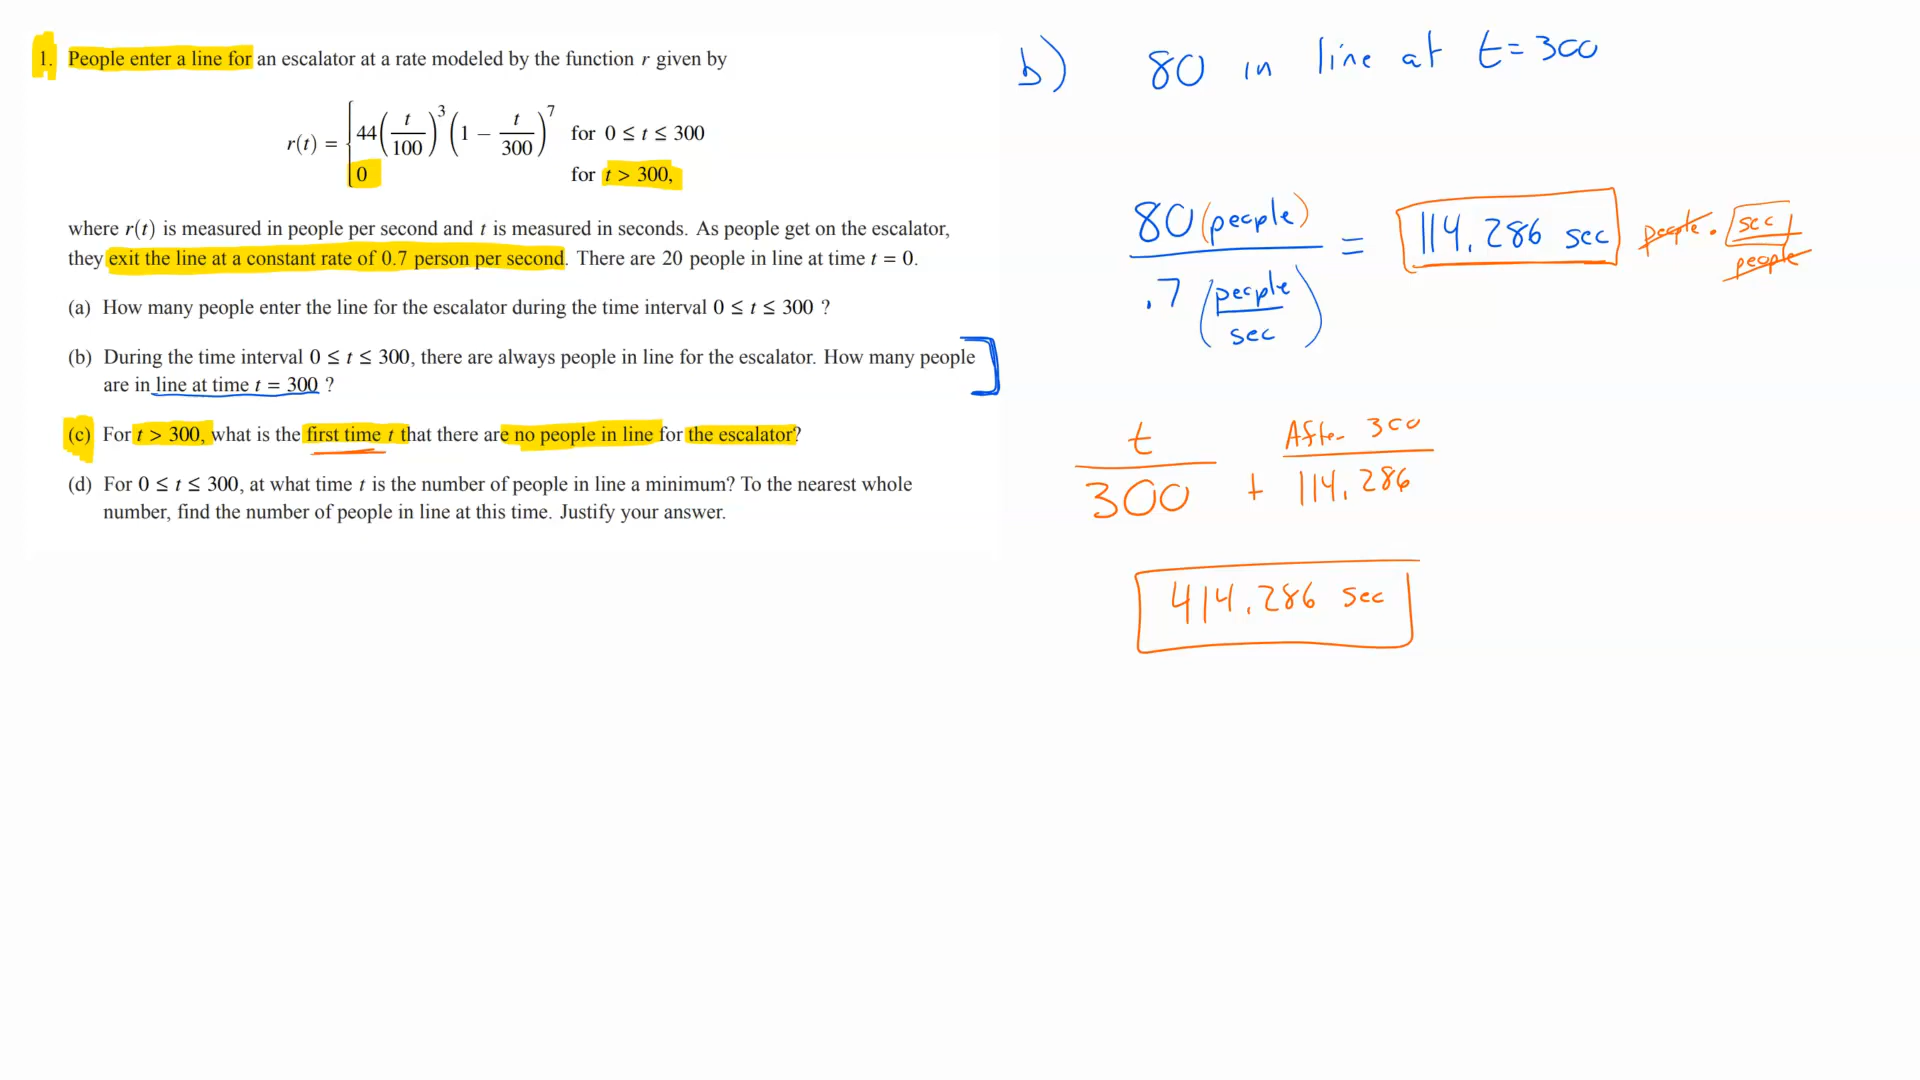 1. People enter a line for an escalator at a rate modeled by the function r given by
r(t) = { 44(t/100)^3 (1 − t/300)^7 for 0 ≤ t ≤ 300
0 for t > 300,
where r(t) is measured in people per second and t is measured in seconds. As people get on the escalator,
they exit the line at a constant rate of 0.7 person per second. There are 20 people in line at time t = 0.
(a) How many people enter the line for the escalator during the time interval 0 ≤ t ≤ 300 ?
(b) During the time interval 0 ≤ t ≤ 300, there are always people in line for the escalator. How many people
are in line at time t = 300 ?
(c) For t > 300, what is the first time t that there are no people in line for the escalator?
(d) For 0 ≤ t ≤ 300, at what time t is the number of people in line a minimum? To the nearest whole
number, find the number of people in line at this time. Justify your answer.
b) 80 in line at t=300
80 (people) / .7 (people/sec) = 114.286 sec people · sec/people
t After 300
300 + 114.286
414.286 sec